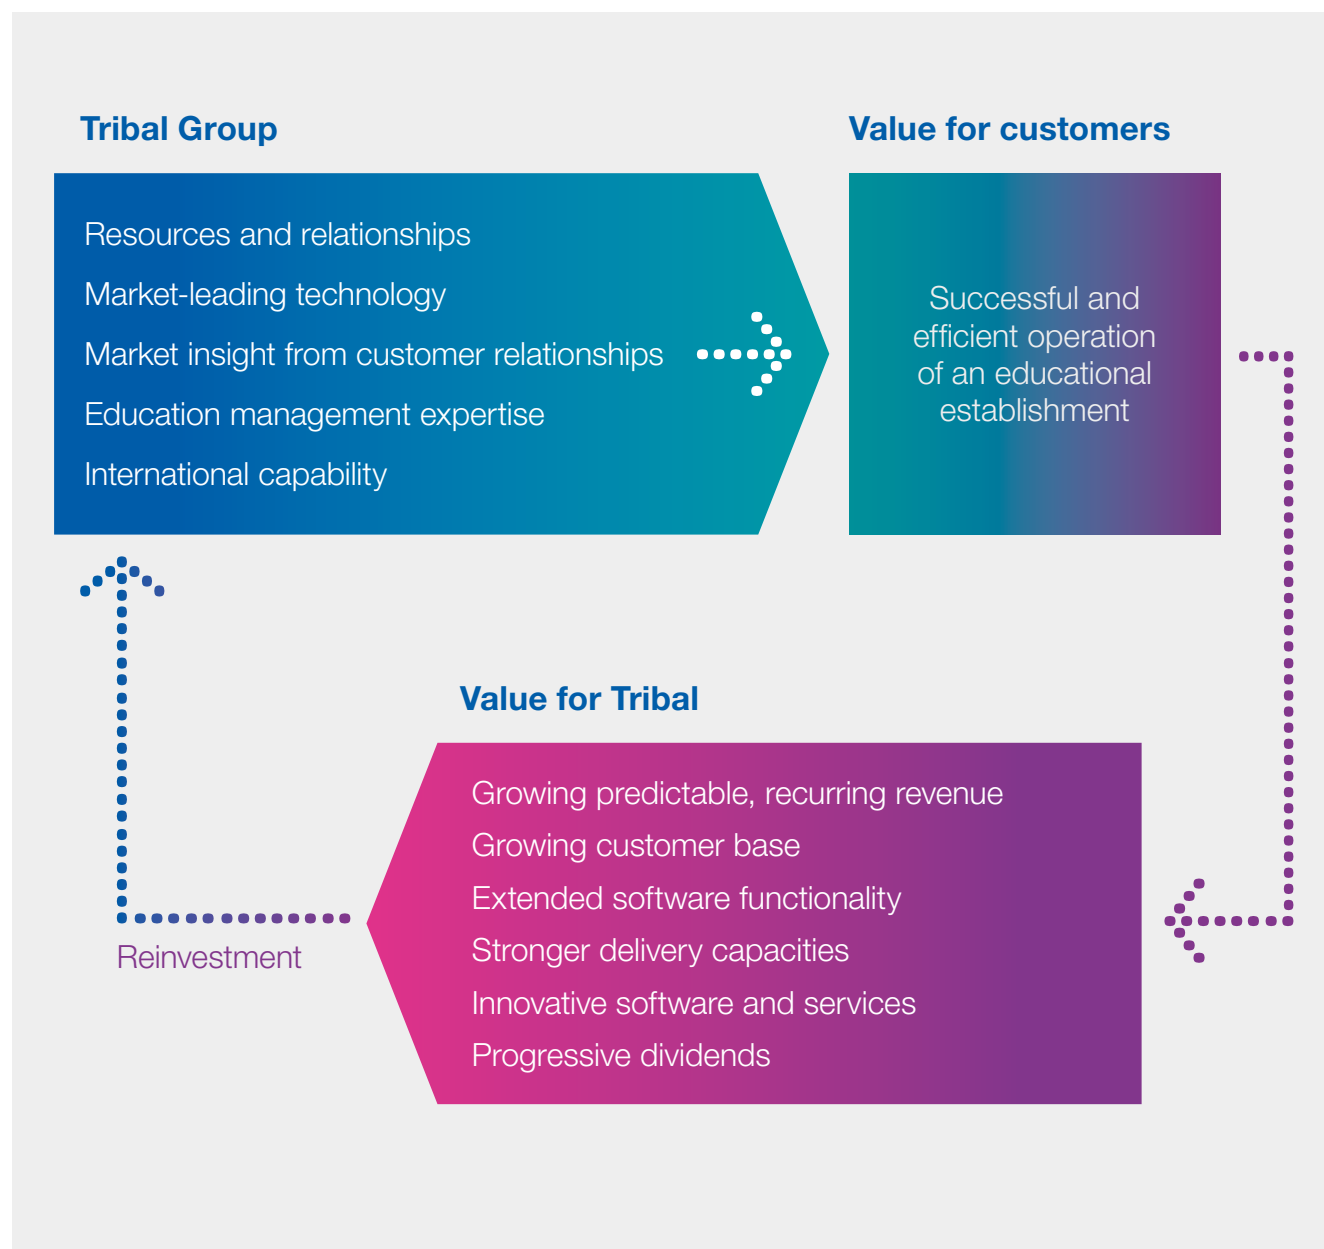 Tribal Group
Resources and relationships
Market-leading technology
Market insight from customer relationships
Education management expertise
International capability
Value for customers
Successful and
efficient operation
of an educational
establishment
Value for Tribal
Growing predictable, recurring revenue
Growing customer base
Extended software functionality
Stronger delivery capacities
Innovative software and services
Progressive dividends
Reinvestment